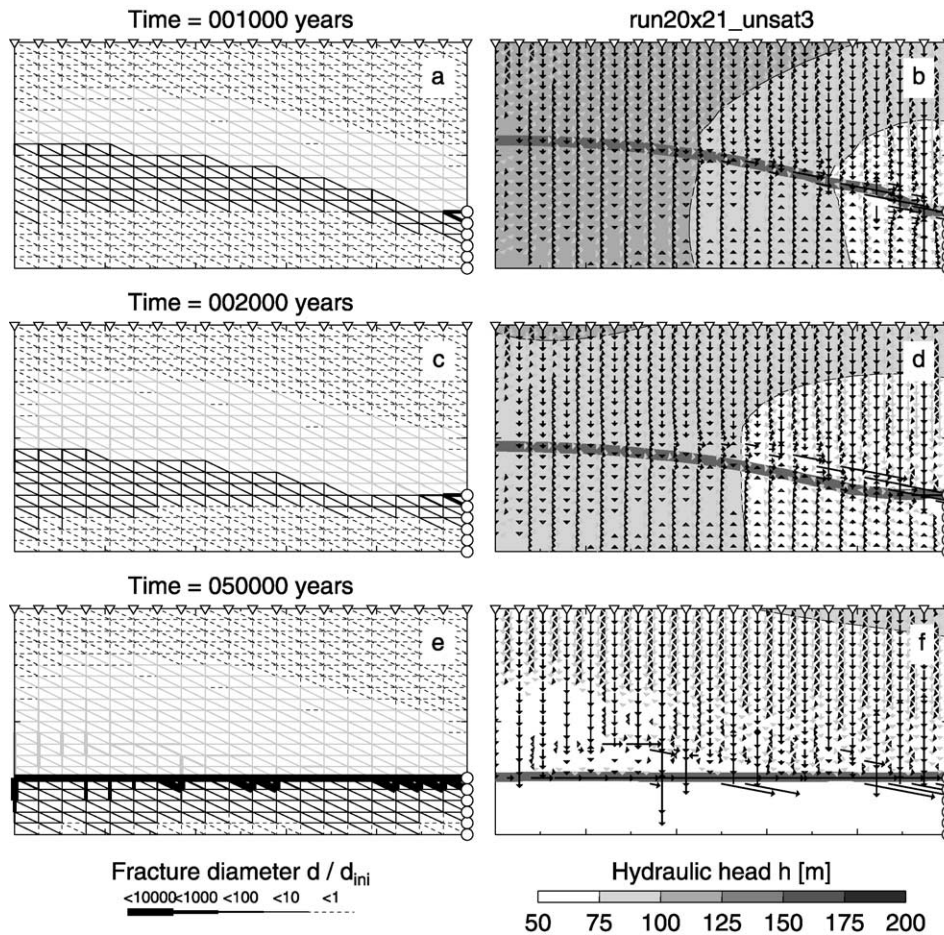 Time = 001000 years
run20x21_unsat3
a
b
Time = 002000 years
c
d
Time = 050000 years
e
f
Fracture diameter d / d_ini
<10000 <1000 <100 <10 <1
Hydraulic head h [m]
50 75 100 125 150 175 200